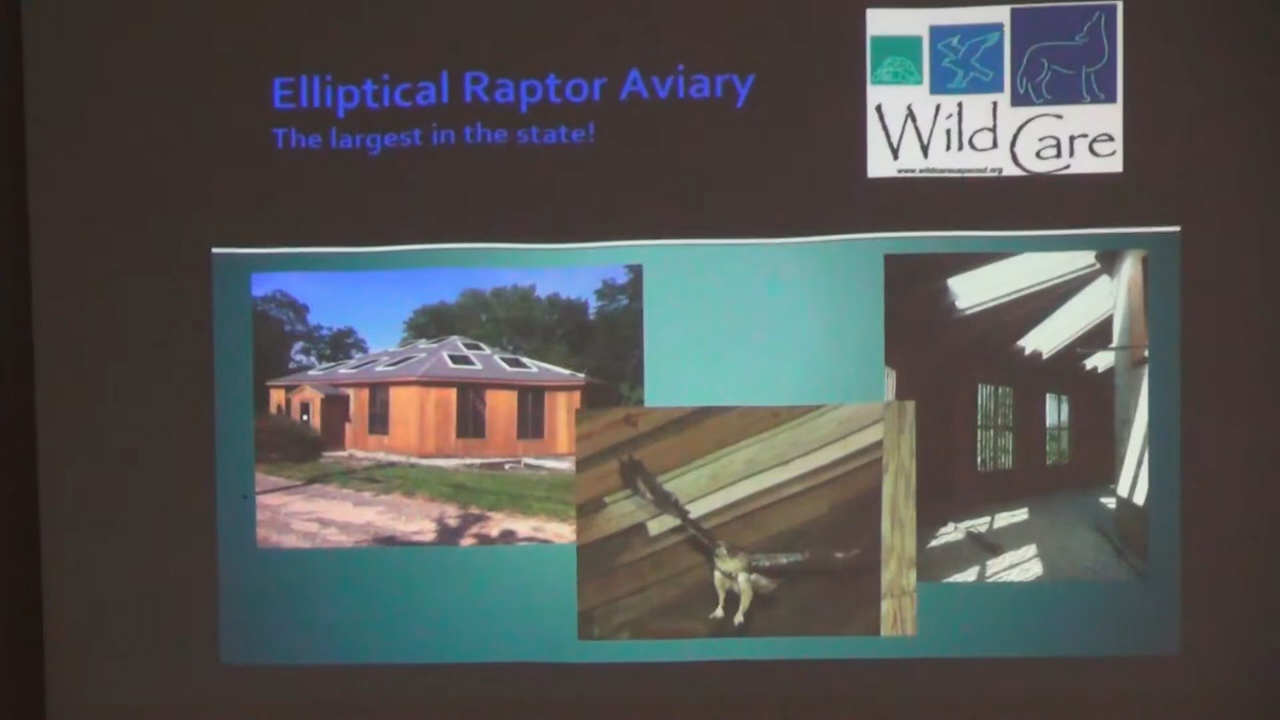 Elliptical Raptor Aviary
The largest in the state!
Wild Care